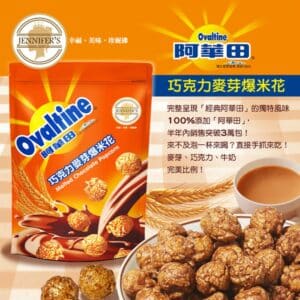 JENNIFER'S
幸福、美味、珍妮佛
Ovaltine
阿華田
巧克力麥芽爆米花
完整呈現「經典阿華田」的獨特風味
100%添加「阿華田」,
半年內銷售突破3萬包!
來不及泡一杯來喝?直接手抓來吃!
麥芽、巧克力、牛奶
完美比例!
JENNIFER'S
Ovaltine
阿華田
巧克力麥芽爆米花
Malted Chocolate Popcorn